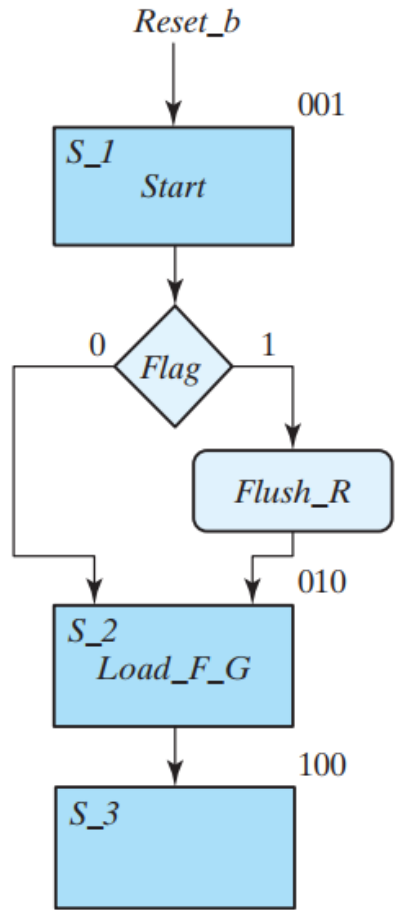 Reset_b
001
S_1
Start
0
Flag
1
Flush_R
010
S_2
Load_F_G
100
S_3